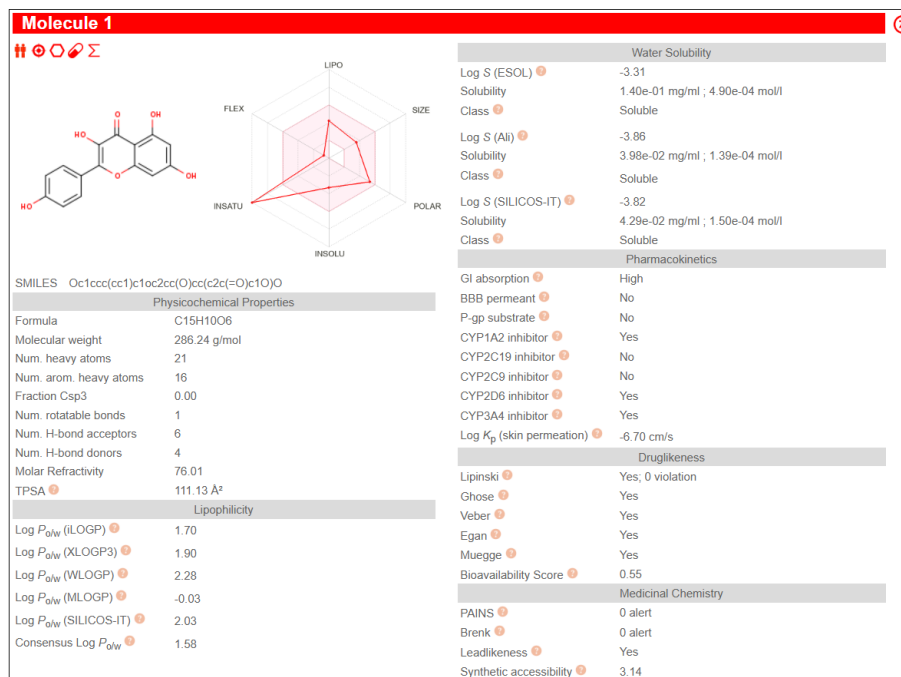 Molecule 1
LIPO
FLEX
SIZE
INSATU
POLAR
INSOLU
O
OH
HO
O
OH
HO
SMILES Oc1ccc(cc1)c1oc2cc(O)cc(c2c(=O)c1O)O
Physicochemical Properties
Formula C15H10O6
Molecular weight 286.24 g/mol
Num. heavy atoms 21
Num. arom. heavy atoms 16
Fraction Csp3 0.00
Num. rotatable bonds 1
Num. H-bond acceptors 6
Num. H-bond donors 4
Molar Refractivity 76.01
TPSA ? 111.13 Å²
Lipophilicity
Log Po/w (iLOGP) ? 1.70
Log Po/w (XLOGP3) ? 1.90
Log Po/w (WLOGP) ? 2.28
Log Po/w (MLOGP) ? -0.03
Log Po/w (SILICOS-IT) ? 2.03
Consensus Log Po/w ? 1.58
Water Solubility
Log S (ESOL) ? -3.31
Solubility 1.40e-01 mg/ml ; 4.90e-04 mol/l
Class ? Soluble
Log S (Ali) ? -3.86
Solubility 3.98e-02 mg/ml ; 1.39e-04 mol/l
Class ? Soluble
Log S (SILICOS-IT) ? -3.82
Solubility 4.29e-02 mg/ml ; 1.50e-04 mol/l
Class ? Soluble
Pharmacokinetics
GI absorption ? High
BBB permeant ? No
P-gp substrate ? No
CYP1A2 inhibitor ? Yes
CYP2C19 inhibitor ? No
CYP2C9 inhibitor ? No
CYP2D6 inhibitor ? Yes
CYP3A4 inhibitor ? Yes
Log Kp (skin permeation) ? -6.70 cm/s
Druglikeness
Lipinski ? Yes; 0 violation
Ghose ? Yes
Veber ? Yes
Egan ? Yes
Muegge ? Yes
Bioavailability Score ? 0.55
Medicinal Chemistry
PAINS ? 0 alert
Brenk ? 0 alert
Leadlikeness ? Yes
Synthetic accessibility ? 3.14